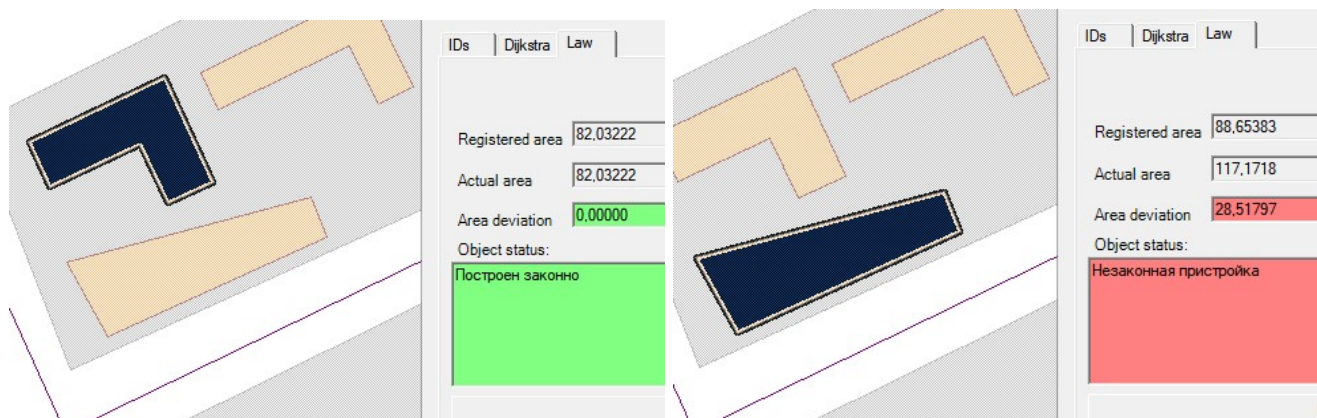 IDs Dijkstra Law
Registered area 82,03222
Actual area 82,03222
Area deviation 0,00000
Object status:
Построен законно
IDs Dijkstra Law
Registered area 88,65383
Actual area 117,1718
Area deviation 28,51797
Object status:
Незаконная пристройка